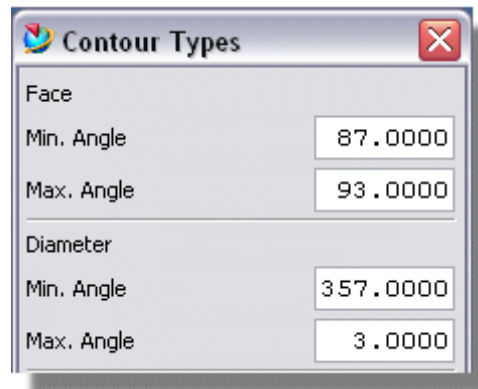 Contour Types
Face
Min. Angle 87.0000
Max. Angle 93.0000
Diameter
Min. Angle 357.0000
Max. Angle 3.0000